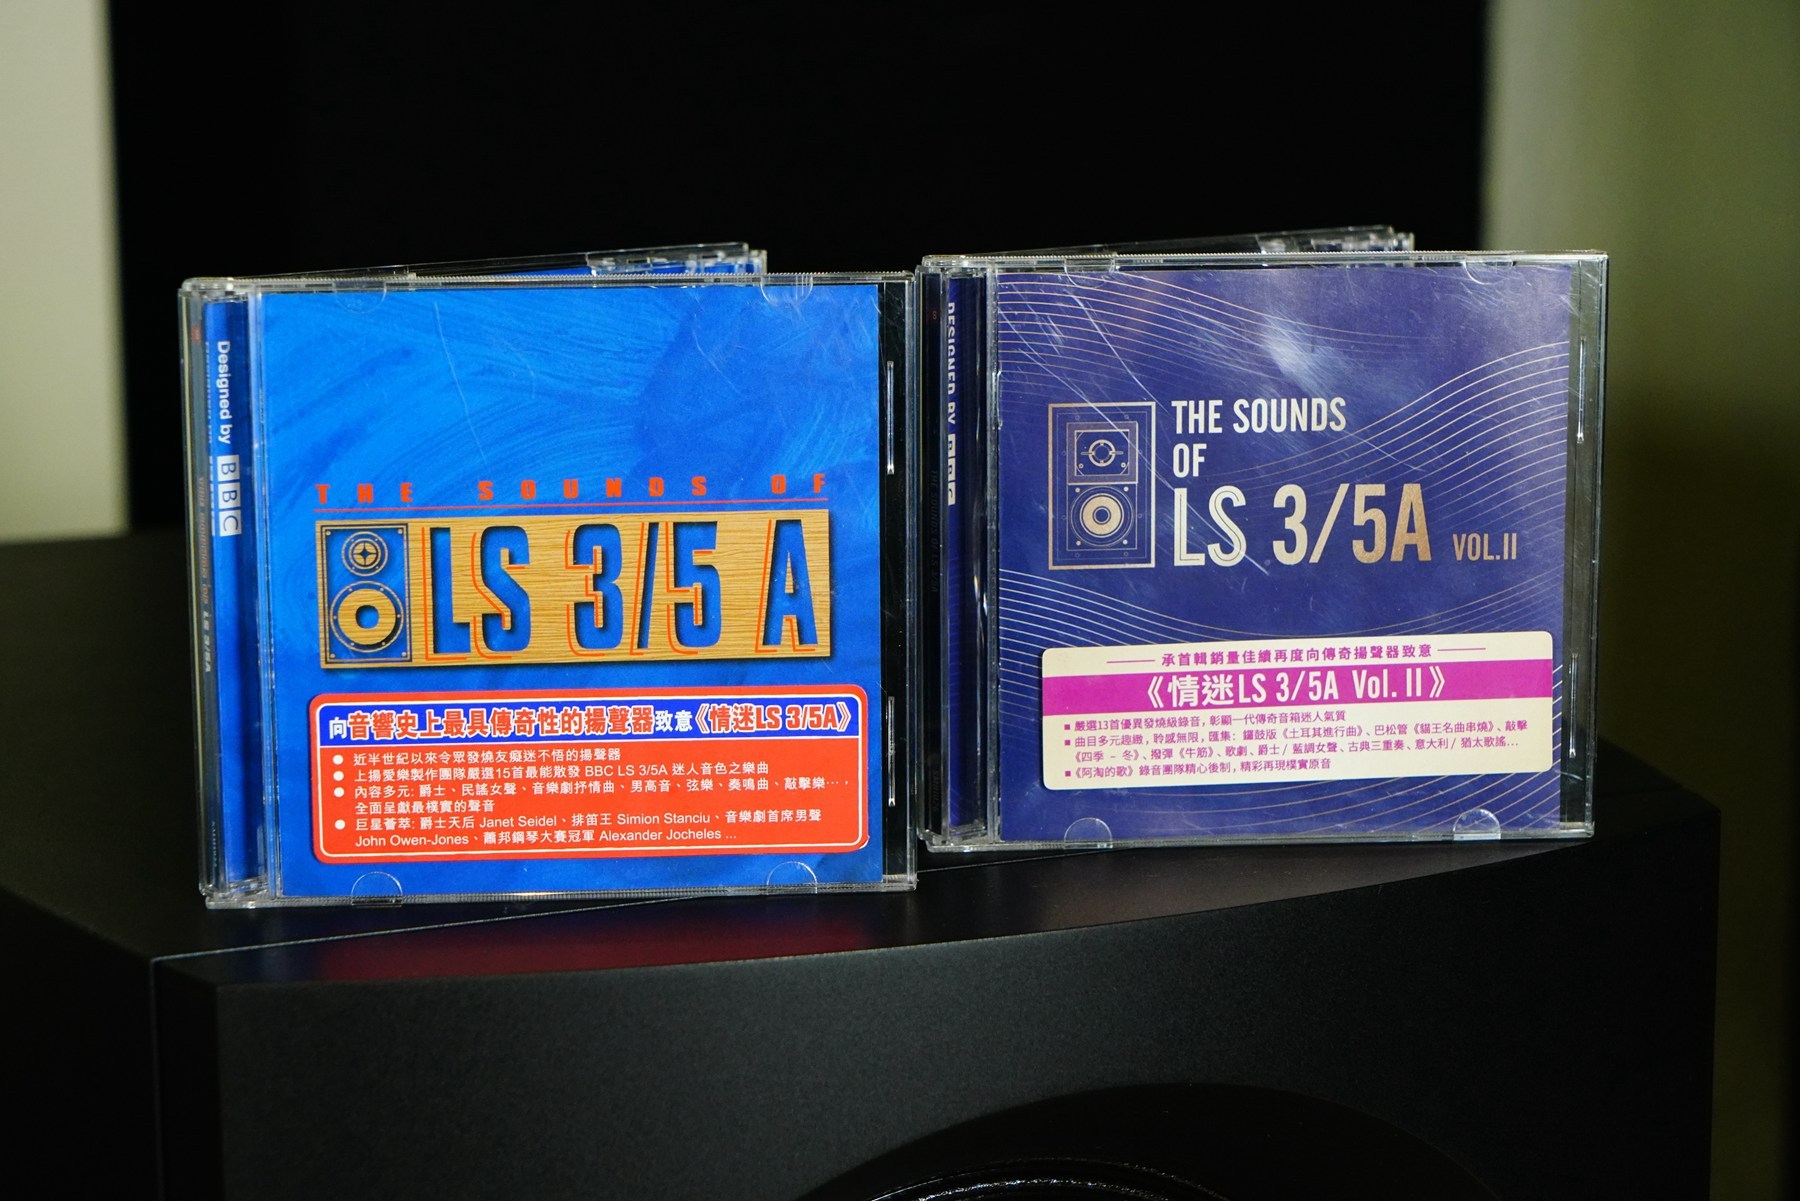 Designed by BBC
THE SOUNDS OF
LS 3/5 A
向音響史上最具傳奇性的揚聲器致意《情迷LS 3/5A》
● 近半世紀以來令眾發燒友癡迷不悟的揚聲器
● 上揚愛樂製作團隊嚴選15首最能散發 BBC LS 3/5A 迷人音色之樂曲
● 內容多元: 爵士、民謠女聲、音樂劇抒情曲、男高音、弦樂、奏鳴曲、敲擊樂…，
全面呈獻最樸實的聲音
● 巨星薈萃: 爵士天后 Janet Seidel、排笛王 Simion Stanciu、音樂劇首席男聲
John Owen-Jones、蕭邦鋼琴大賽冠軍 Alexander Jocheles ...
DESIGNED BY BBC
THE SOUNDS
OF
LS 3/5A VOL.II
承首輯銷量佳績再度向傳奇揚聲器致意
《情迷LS 3/5A Vol. II》
■ 嚴選13首優異發燒級錄音，彰顯一代傳奇音箱迷人氣質
■ 曲目多元趣緻，聆感無限，匯集: 鑼鼓版《土耳其進行曲》、巴松管《貓王名曲串燒》、敲擊
《四季 – 冬》、撥彈《牛筋》、歌劇、爵士 / 藍調女聲、古典三重奏、意大利 / 猶太歌謠...
■《阿淘的歌》錄音團隊精心後制，精彩再現樸實原音